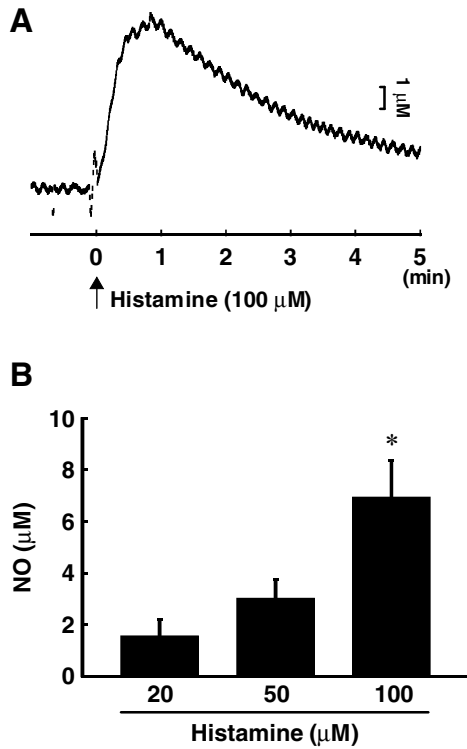 A
1 μM
0 1 2 3 4 5
(min)
Histamine (100 μM)
B
10
8
6
4
2
0
NO (μM)
*
20 50 100
Histamine (μM)